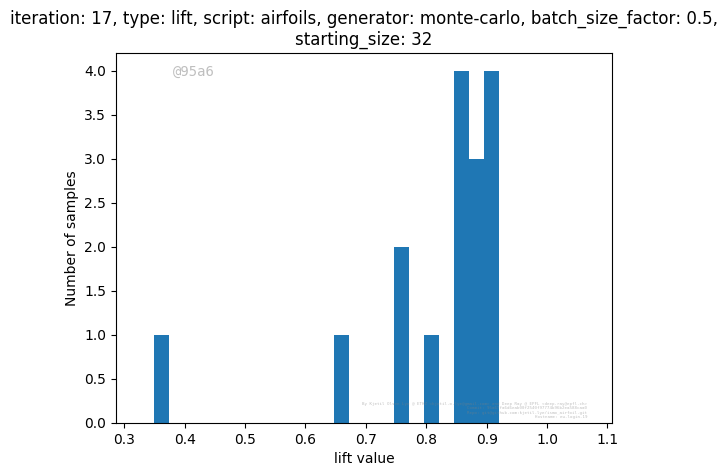 iteration: 17, type: lift, script: airfoils, generator: monte-carlo, batch_size_factor: 0.5,
starting_size: 32
@95a6
4.0
3.5
3.0
2.5
2.0
1.5
1.0
0.5
0.0
Number of samples
0.3 0.4 0.5 0.6 0.7 0.8 0.9 1.0 1.1
lift value